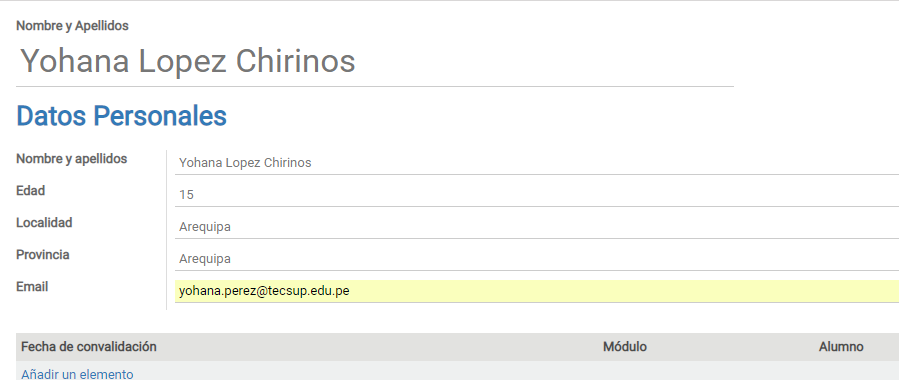 Nombre y Apellidos
Yohana Lopez Chirinos
Datos Personales
Nombre y apellidos Yohana Lopez Chirinos
Edad 15
Localidad Arequipa
Provincia Arequipa
Email yohana.perez@tecsup.edu.pe
Fecha de convalidación Módulo Alumno
Añadir un elemento